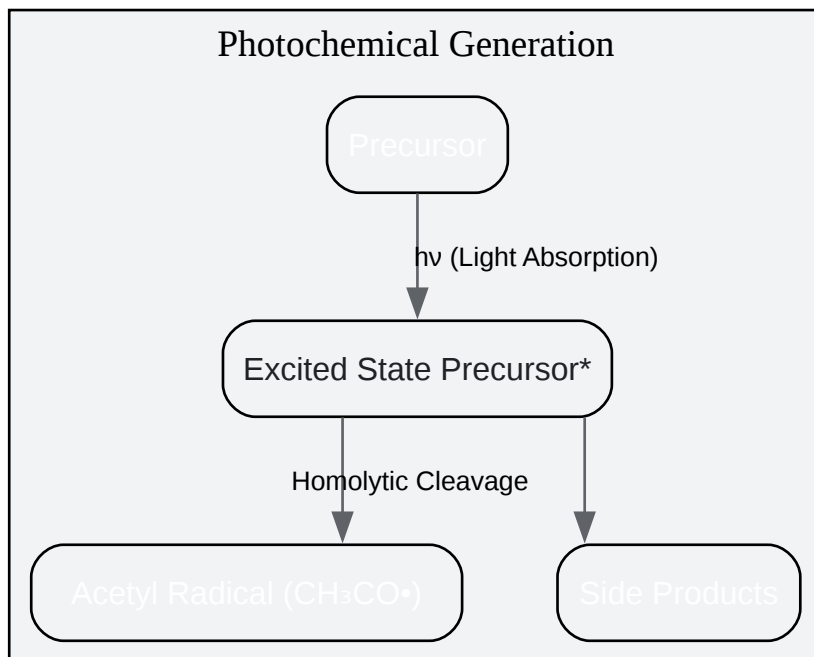 Photochemical Generation
Precursor
hν (Light Absorption)
Excited State Precursor*
Homolytic Cleavage
Acetyl Radical (CH₃CO•)
Side Products